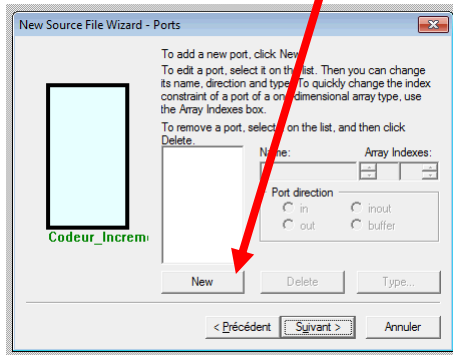 New Source File Wizard - Ports
To add a new port, click New.
To edit a port, select it on the list. Then you can change
its name, direction and type. To quickly change the index
constraint of a port of a one-dimensional array type, use
the Array Indexes box.
To remove a port, select it on the list, and then click
Delete.
Name: Array Indexes:
Port direction
in inout
out buffer
Codeur_Increm
New Delete Type...
< Précédent Suivant > Annuler